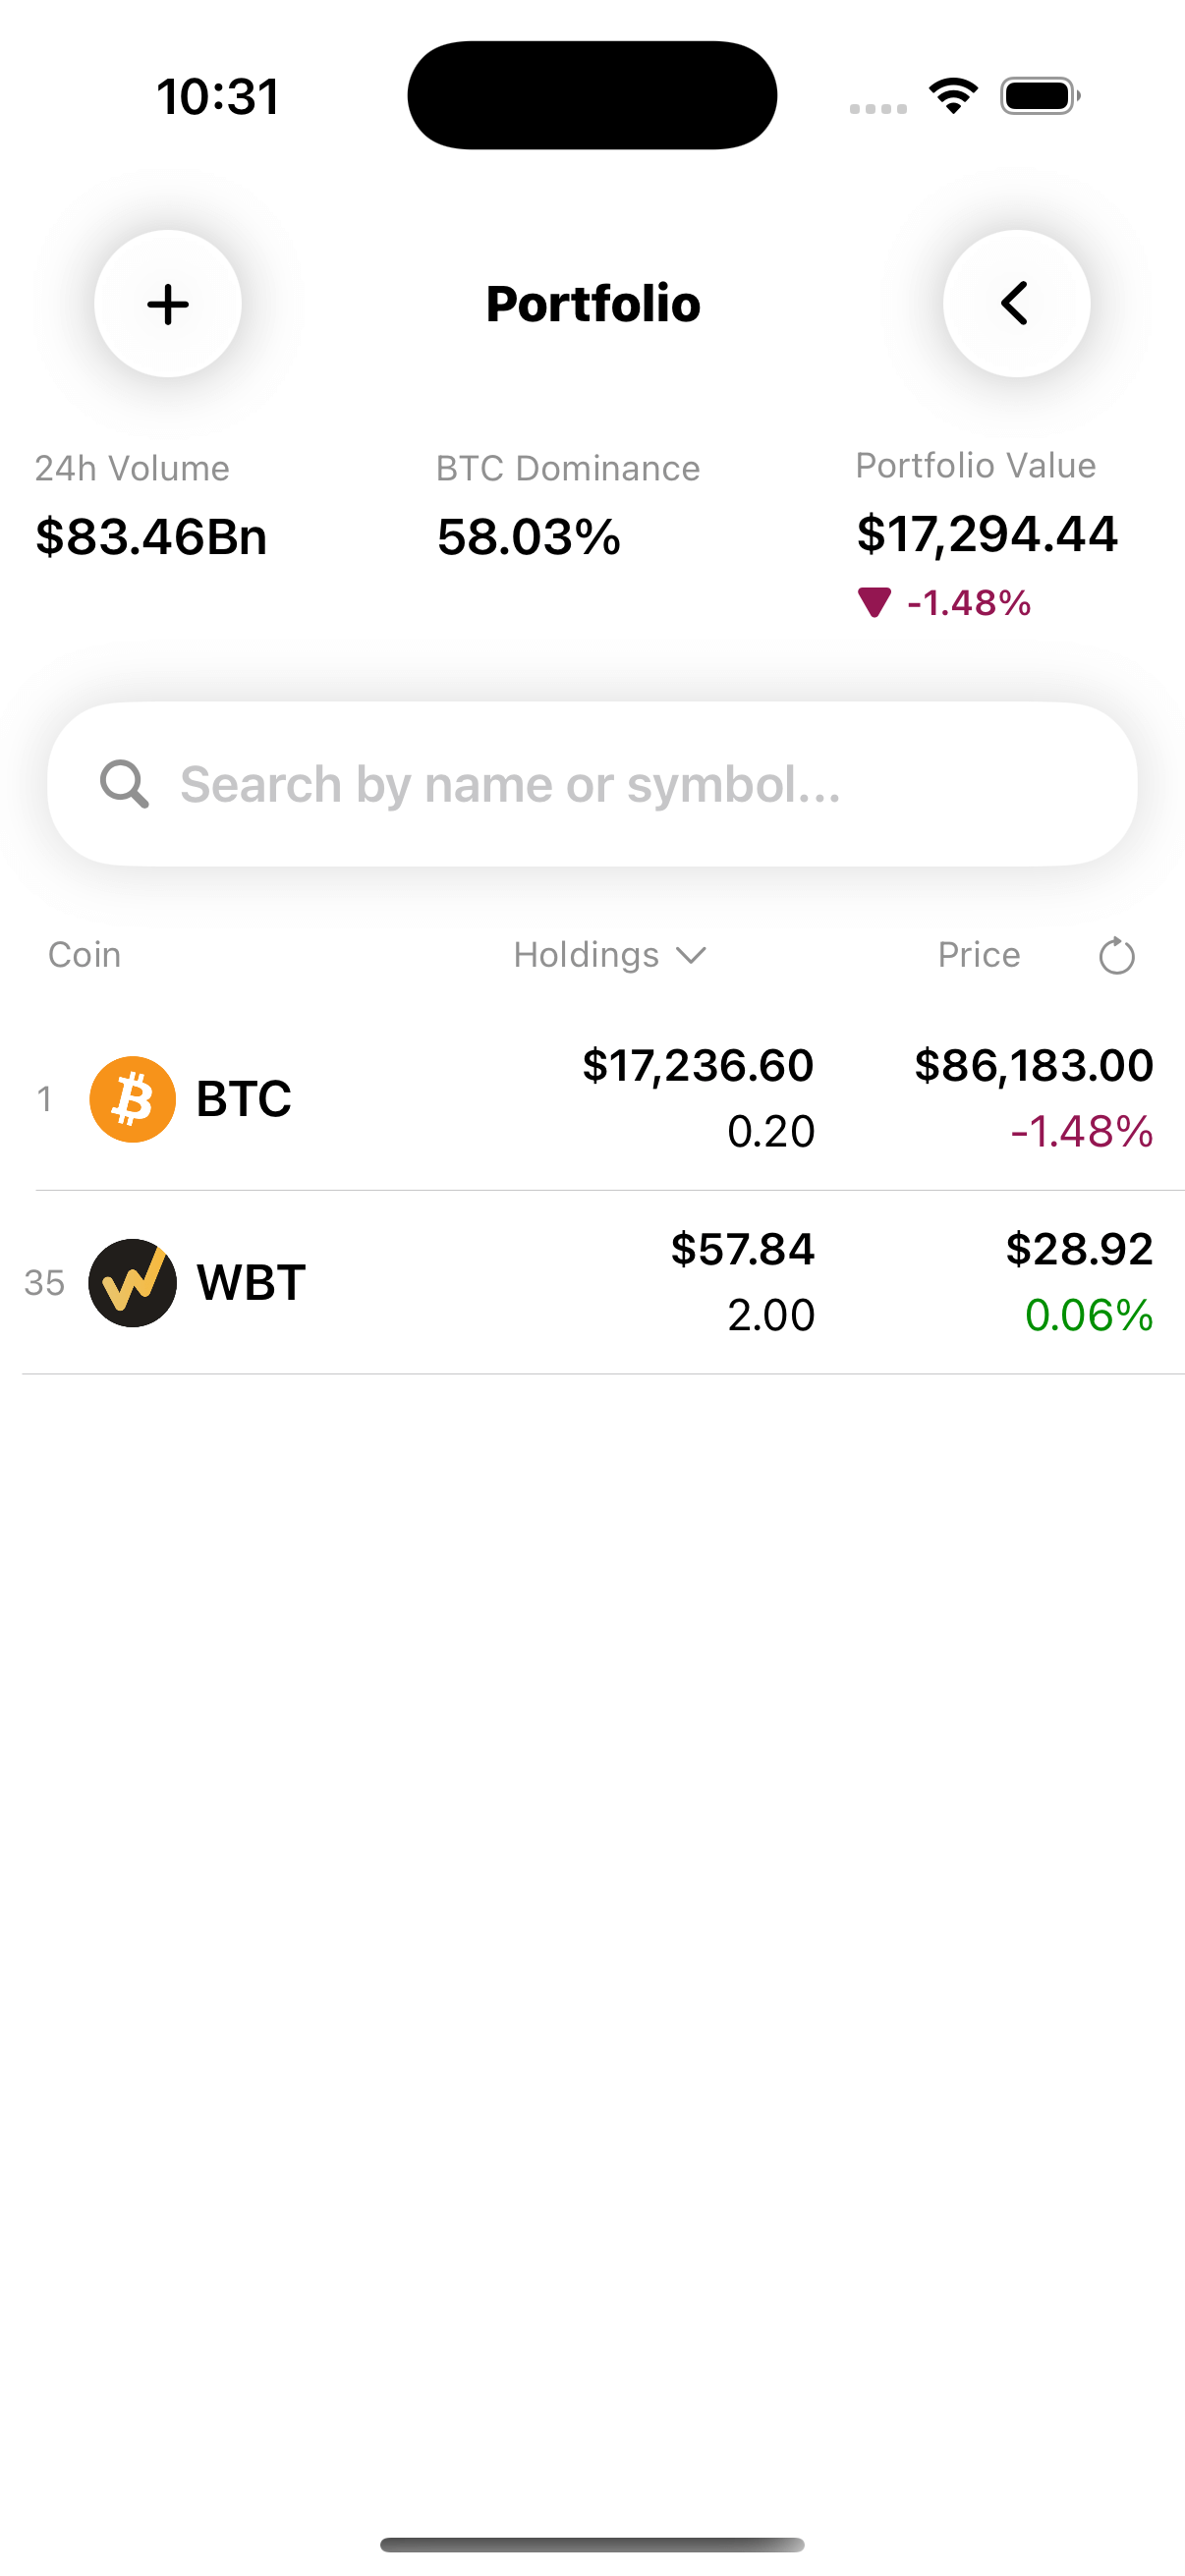 10:31
Portfolio
24h Volume
$83.46Bn
BTC Dominance
58.03%
Portfolio Value
$17,294.44
-1.48%
Search by name or symbol...
Coin Holdings Price
1 BTC $17,236.60 $86,183.00
0.20 -1.48%
35 WBT $57.84 $28.92
2.00 0.06%